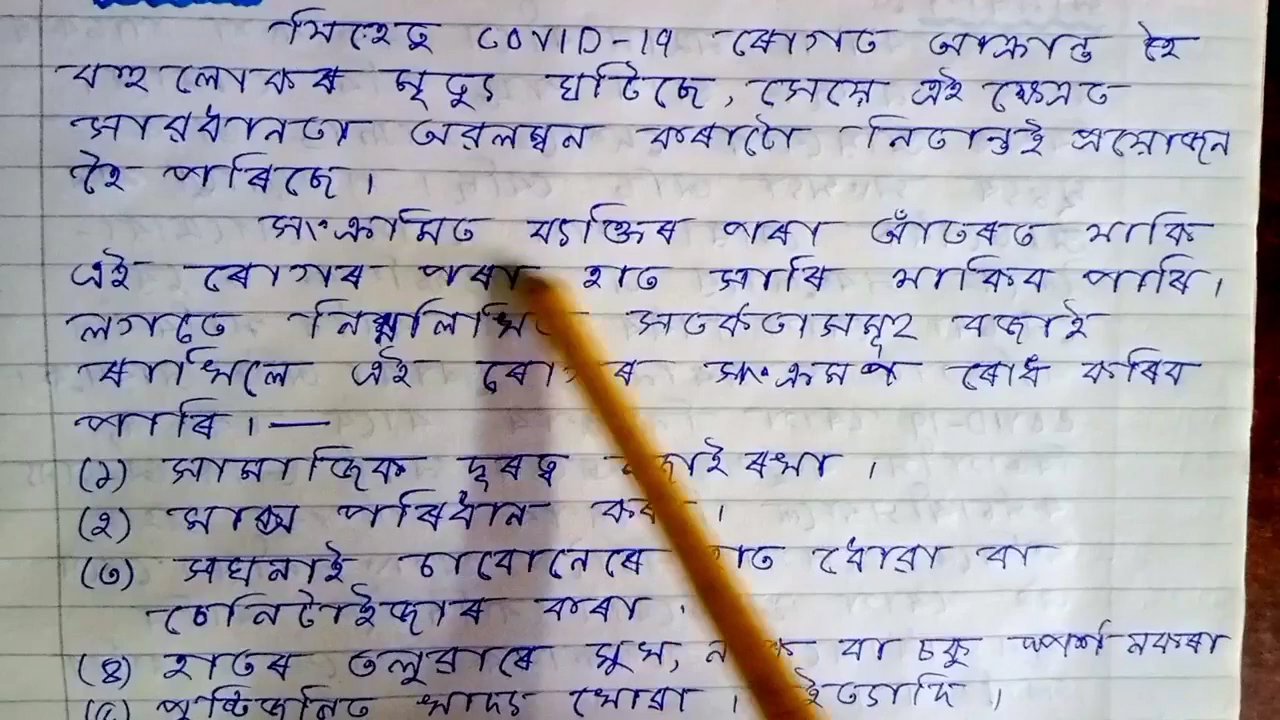 যিহেতু COVID-19 ৰোগত আক্ৰান্ত হৈ
বহু লোকৰ মৃত্যু ঘটিছে, সেয়ে এই ক্ষেত্ৰত
সাৱধানতা অৱলম্বন কৰাটো নিতান্তই প্ৰয়োজন
হৈ পৰিছে।
সংক্ৰামিত ব্যক্তিৰ পৰা আঁতৰত থাকি
এই ৰোগৰ পৰা হাত সাৰি থাকিব পাৰি।
লগতে নিম্নলিখিত সতৰ্কতাসমূহ বজাই
ৰাখিলে এই ৰোগৰ সংক্ৰমণ ৰোধ কৰিব
পাৰি।—
(১) সামাজিক দূৰত্ব বজাই ৰখা।
(২) মাস্ক পৰিধান কৰা।
(৩) সঘনাই চাবোনেৰে হাত ধোৱা বা
চেনিটাইজাৰ কৰা।
(৪) হাতৰ তলুৱাৰে মুখ, নাক বা চকু স্পৰ্শ নকৰা
(৫) পুষ্টিজনিত খাদ্য খোৱা। ইত্যাদি।